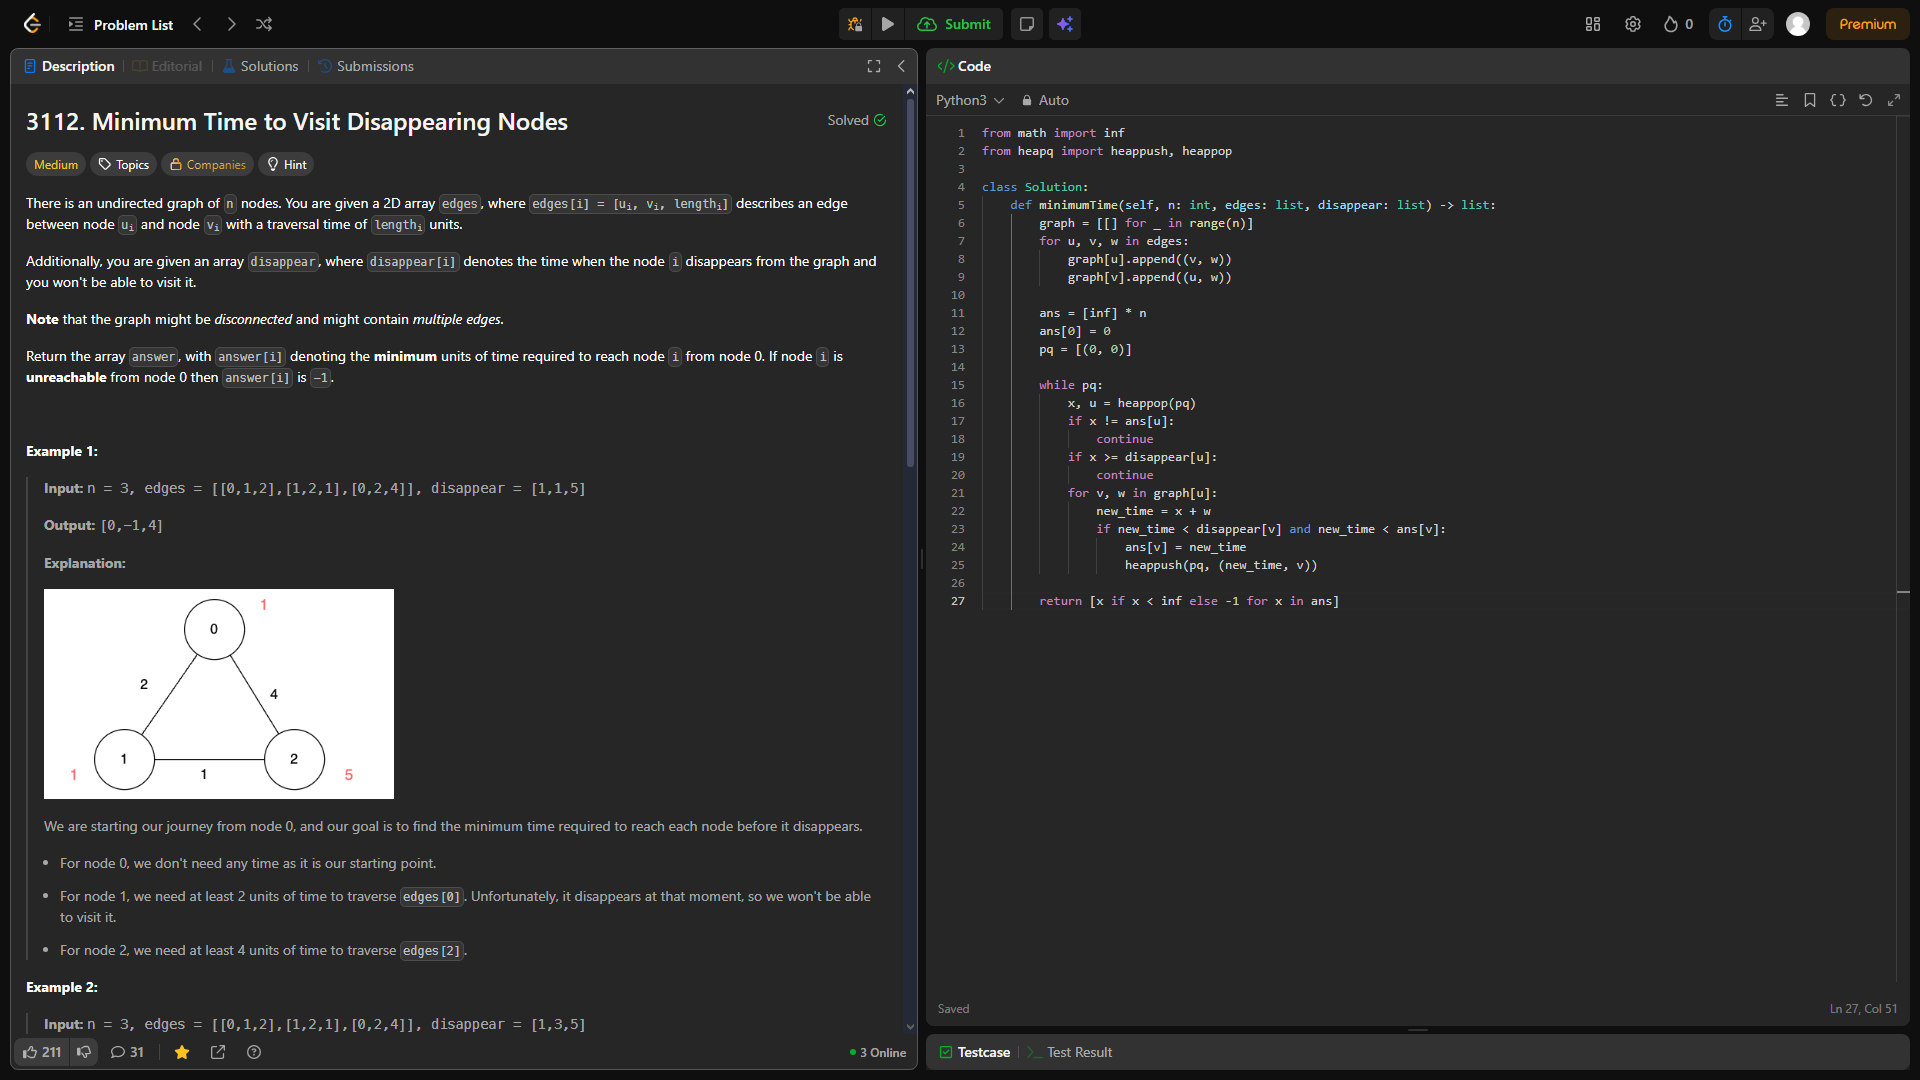 Problem List
Submit
0
Premium
Description
Editorial
Solutions
Submissions
3112. Minimum Time to Visit Disappearing Nodes
Solved
Medium
Topics
Companies
Hint
There is an undirected graph of n nodes. You are given a 2D array edges, where edges[i] = [ui, vi, lengthi] describes an edge
between node ui and node vi with a traversal time of lengthi units.
Additionally, you are given an array disappear, where disappear[i] denotes the time when the node i disappears from the graph and
you won't be able to visit it.
Note that the graph might be disconnected and might contain multiple edges.
Return the array answer, with answer[i] denoting the minimum units of time required to reach node i from node 0. If node i is
unreachable from node 0 then answer[i] is -1.
Example 1:
Input: n = 3, edges = [[0,1,2],[1,2,1],[0,2,4]], disappear = [1,1,5]
Output: [0,-1,4]
Explanation:
1
0
2
4
1
2
1
1
5
We are starting our journey from node 0, and our goal is to find the minimum time required to reach each node before it disappears.
• For node 0, we don't need any time as it is our starting point.
• For node 1, we need at least 2 units of time to traverse edges[0]. Unfortunately, it disappears at that moment, so we won't be able
to visit it.
• For node 2, we need at least 4 units of time to traverse edges[2].
Example 2:
Input: n = 3, edges = [[0,1,2],[1,2,1],[0,2,4]], disappear = [1,3,5]
211
31
3 Online
</> Code
Python3
Auto
1 from math import inf
2 from heapq import heappush, heappop
3
4 class Solution:
5     def minimumTime(self, n: int, edges: list, disappear: list) -> list:
6         graph = [[] for _ in range(n)]
7         for u, v, w in edges:
8             graph[u].append((v, w))
9             graph[v].append((u, w))
10
11         ans = [inf] * n
12         ans[0] = 0
13         pq = [(0, 0)]
14
15         while pq:
16             x, u = heappop(pq)
17             if x != ans[u]:
18                 continue
19             if x >= disappear[u]:
20                 continue
21             for v, w in graph[u]:
22                 new_time = x + w
23                 if new_time < disappear[v] and new_time < ans[v]:
24                     ans[v] = new_time
25                     heappush(pq, (new_time, v))
26
27         return [x if x < inf else -1 for x in ans]
Saved
Ln 27, Col 51
Testcase
Test Result